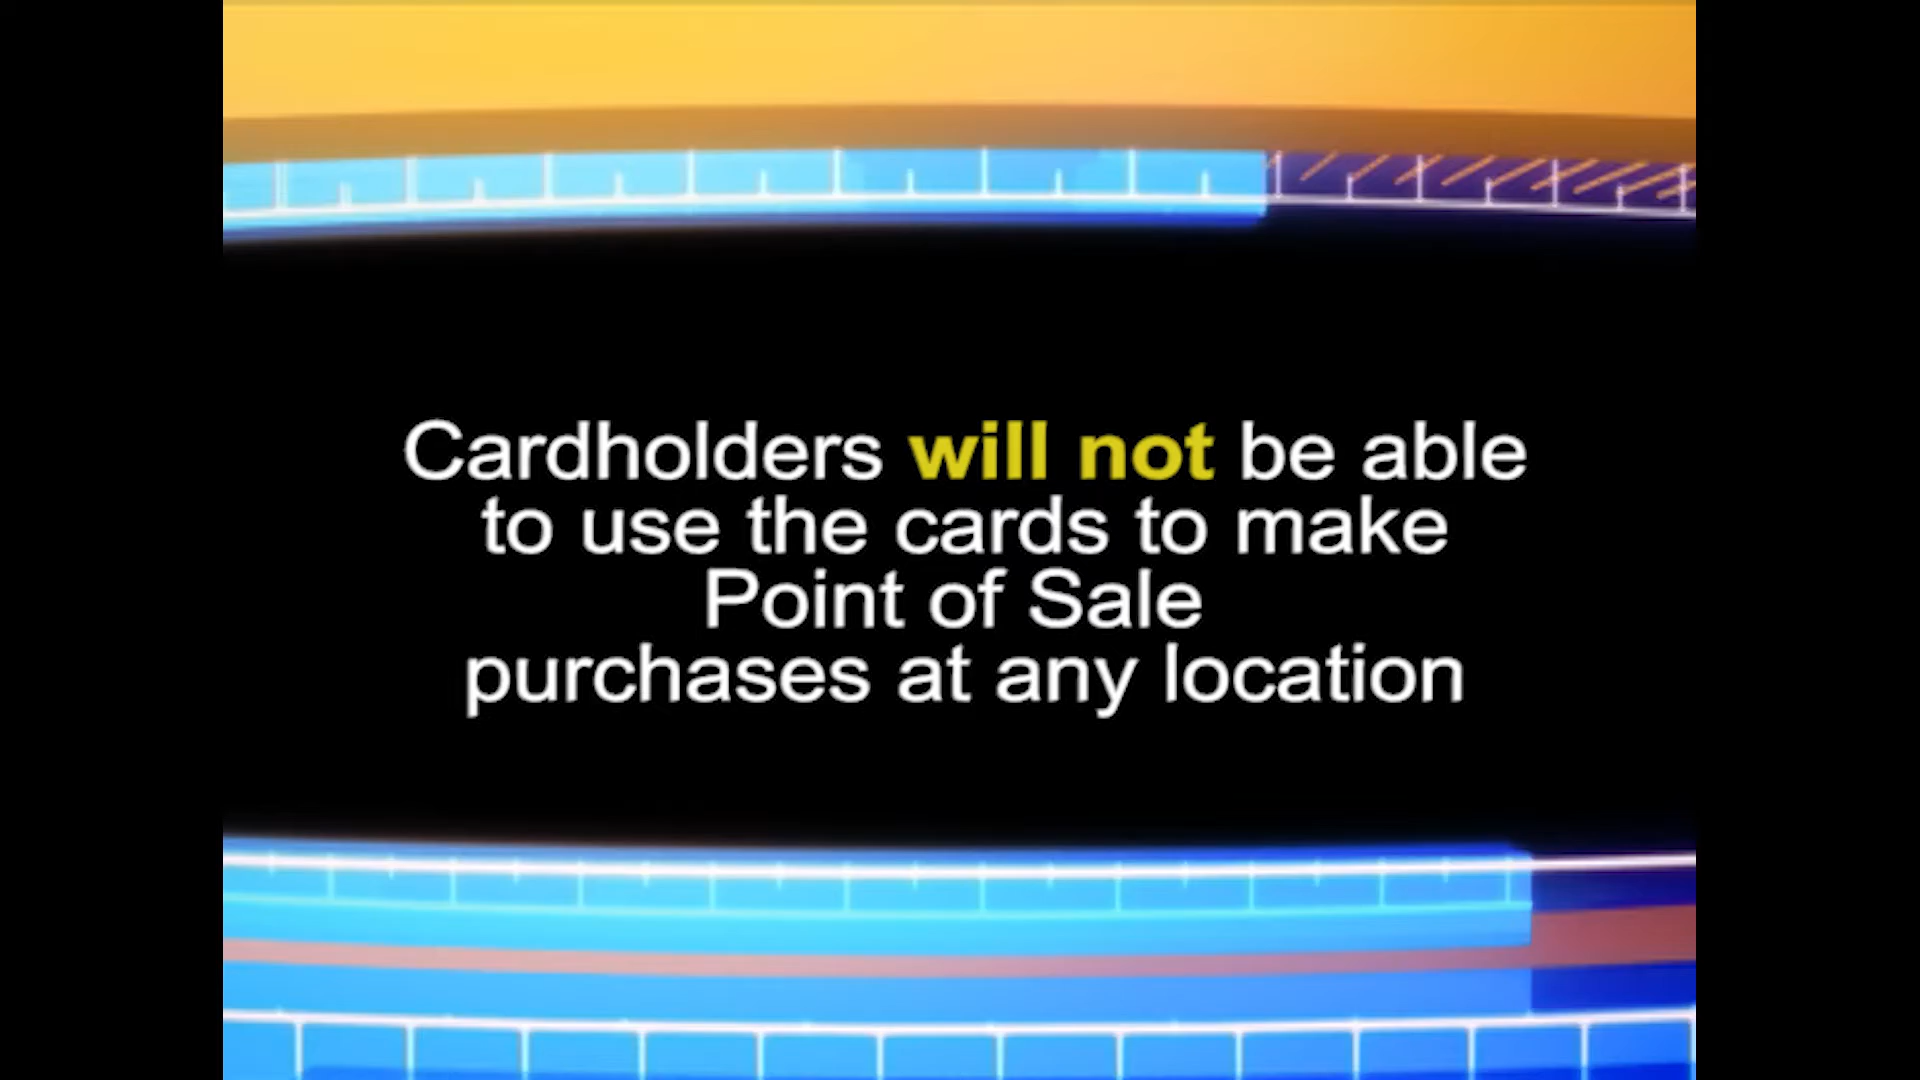 Cardholders will not be able
to use the cards to make
Point of Sale
purchases at any location